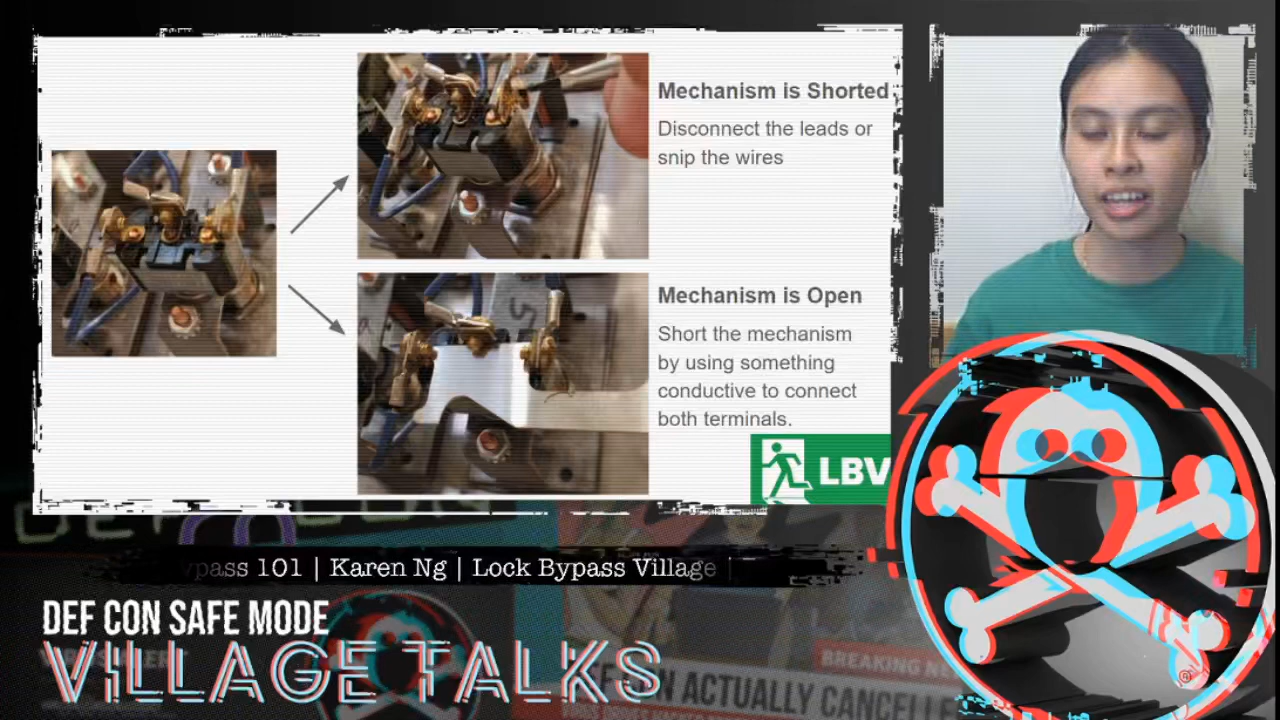 Mechanism is Shorted
Disconnect the leads or
snip the wires
Mechanism is Open
Short the mechanism
by using something
conductive to connect
both terminals.
LBV
ypass 101 | Karen Ng | Lock Bypass Village |
DEF CON SAFE MODE
VILLAGE TALKS
BREAKING NE
CON ACTUALLY CANCELLE